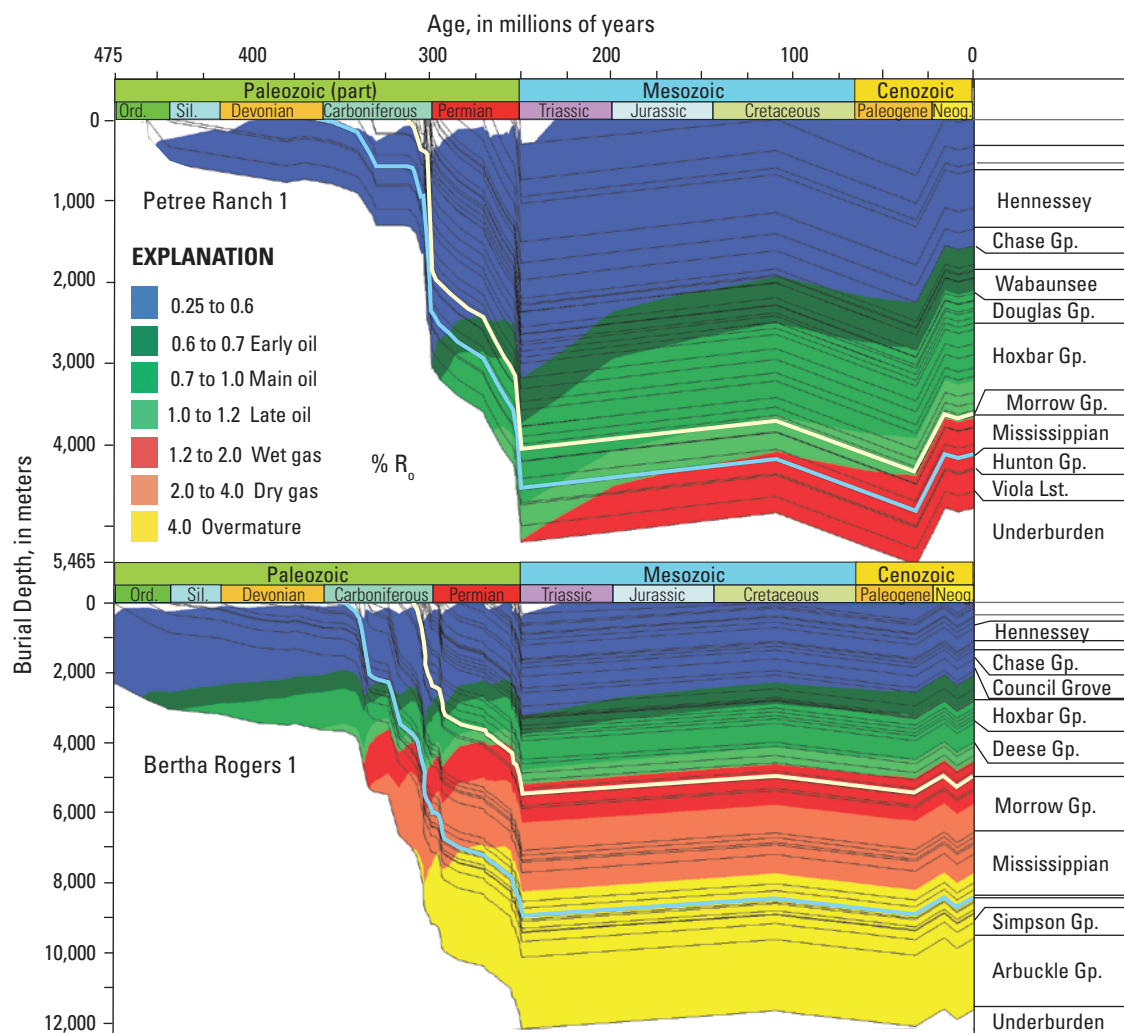 Age, in millions of years
475 400 300 200 100 0
Paleozoic (part) Mesozoic Cenozoic
Ord. Sil. Devonian Carboniferous Permian Triassic Jurassic Cretaceous Paleogene Neog.
0
1,000
2,000
3,000
4,000
5,465
Burial Depth, in meters
Petree Ranch 1
EXPLANATION
0.25 to 0.6
0.6 to 0.7 Early oil
0.7 to 1.0 Main oil
1.0 to 1.2 Late oil
1.2 to 2.0 Wet gas
2.0 to 4.0 Dry gas
4.0 Overmature
% Ro
Hennessey
Chase Gp.
Wabaunsee
Douglas Gp.
Hoxbar Gp.
Morrow Gp.
Mississippian
Hunton Gp.
Viola Lst.
Underburden
Paleozoic Mesozoic Cenozoic
Ord. Sil. Devonian Carboniferous Permian Triassic Jurassic Cretaceous Paleogene Neog.
0
2,000
4,000
6,000
8,000
10,000
12,000
Bertha Rogers 1
Hennessey
Chase Gp.
Council Grove
Hoxbar Gp.
Deese Gp.
Morrow Gp.
Mississippian
Simpson Gp.
Arbuckle Gp.
Underburden